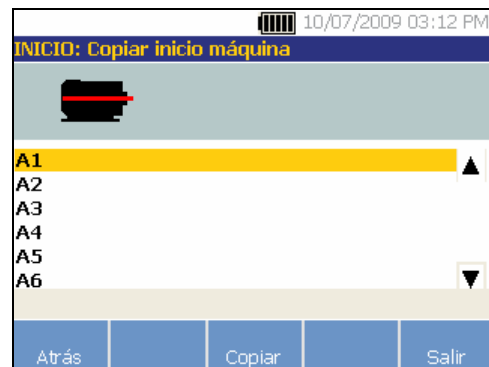 10/07/2009 03:12 PM
INICIO: Copiar inicio máquina
A1
A2
A3
A4
A5
A6
Atrás Copiar Salir